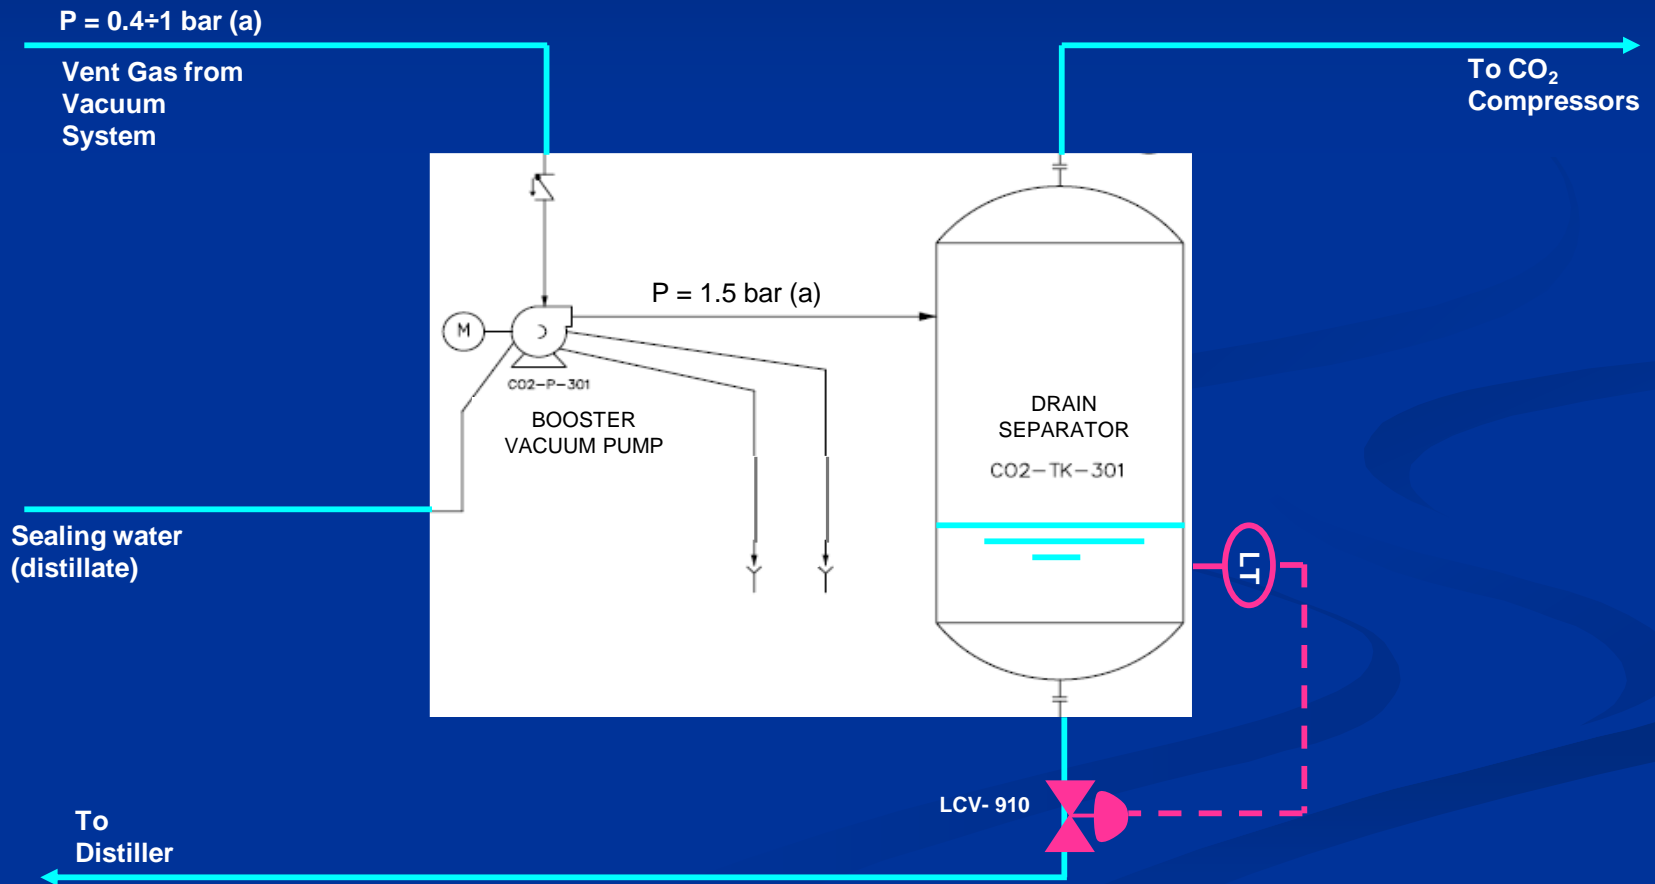 P = 0.4÷1 bar (a)
Vent Gas from
Vacuum
System
To CO₂
Compressors
P = 1.5 bar (a)
M
CO2-P-301
BOOSTER
VACUUM PUMP
DRAIN
SEPARATOR
CO2-TK-301
Sealing water
(distillate)
LT
LCV- 910
To
Distiller